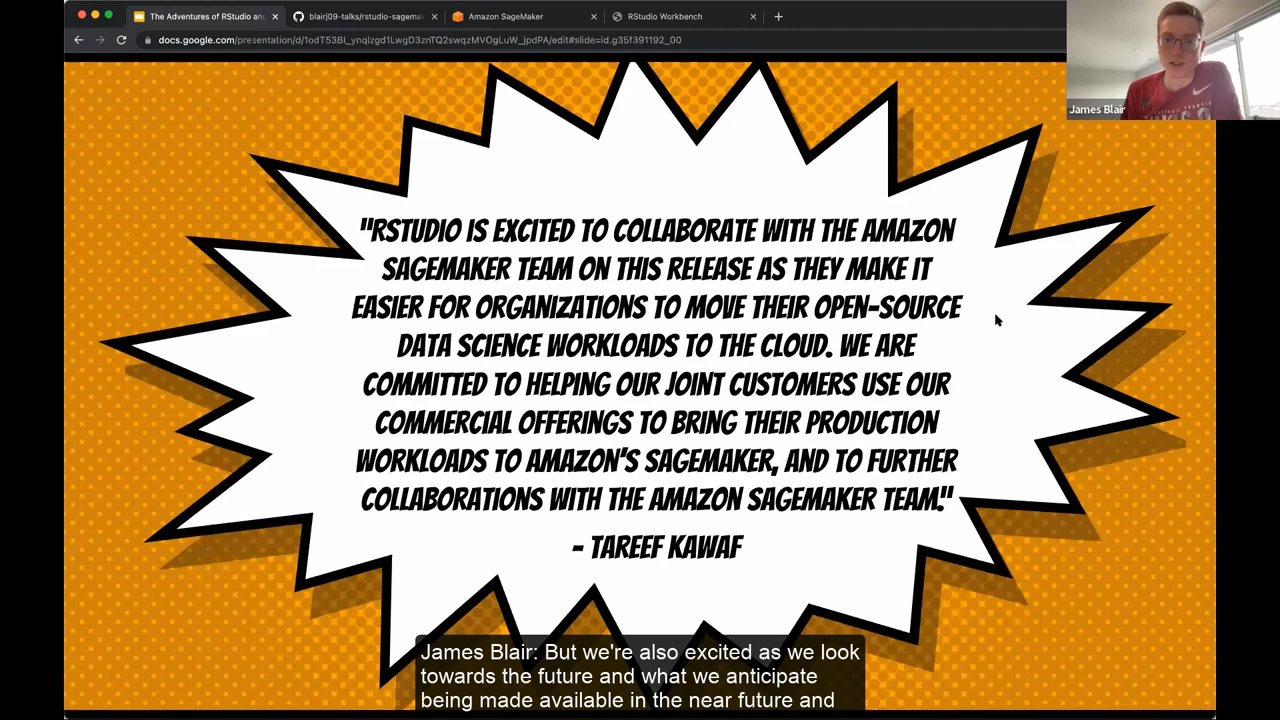 The Adventures of RStudio and
blairj09-talks/rstudio-sagema
Amazon SageMaker
RStudio Workbench
docs.google.com/presentation/d/1odT53BI_ynqIzgd1LwgD3znTQ2swqzMVOgLuW_jpdPA/edit#slide=id.g35f391192_00
James Blair
"RSTUDIO IS EXCITED TO COLLABORATE WITH THE AMAZON
SAGEMAKER TEAM ON THIS RELEASE AS THEY MAKE IT
EASIER FOR ORGANIZATIONS TO MOVE THEIR OPEN-SOURCE
DATA SCIENCE WORKLOADS TO THE CLOUD. WE ARE
COMMITTED TO HELPING OUR JOINT CUSTOMERS USE OUR
COMMERCIAL OFFERINGS TO BRING THEIR PRODUCTION
WORKLOADS TO AMAZON'S SAGEMAKER, AND TO FURTHER
COLLABORATIONS WITH THE AMAZON SAGEMAKER TEAM."
- TAREEF KAWAF
James Blair: But we're also excited as we look
towards the future and what we anticipate
being made available in the near future and